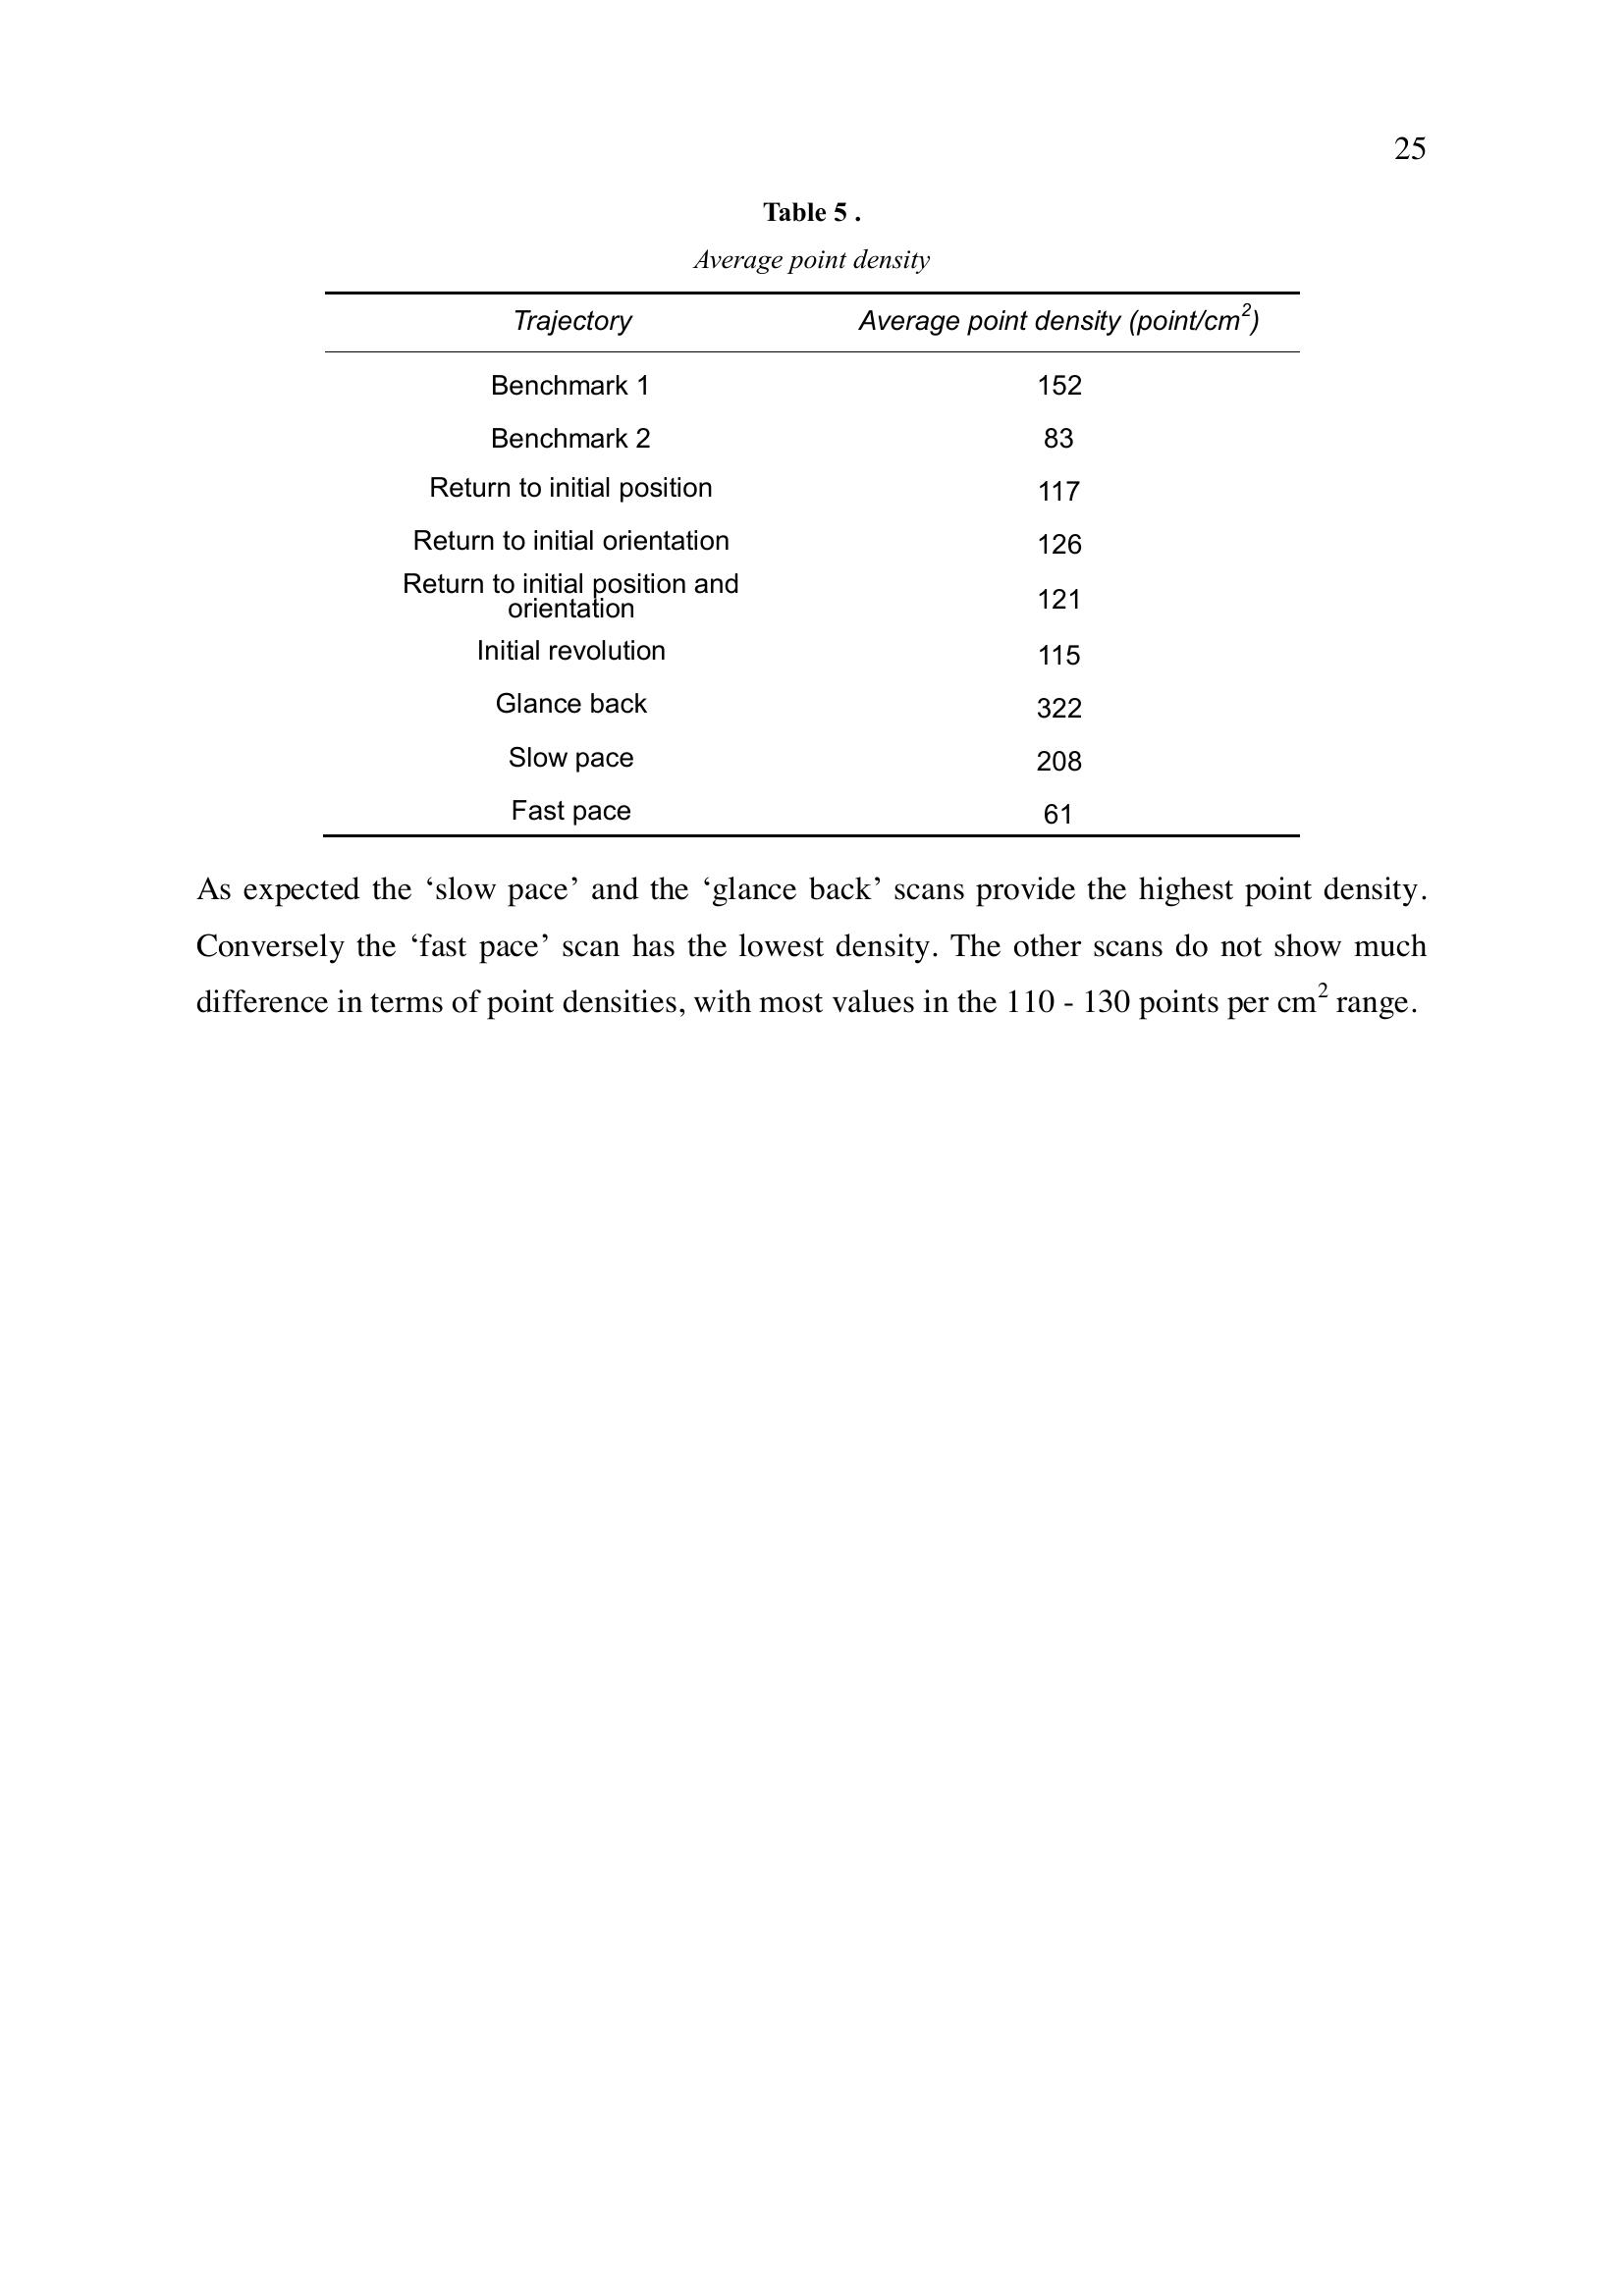 25
Table 5 .
Average point density
Trajectory Average point density (point/cm²)
Benchmark 1 152
Benchmark 2 83
Return to initial position 117
Return to initial orientation 126
Return to initial position and
orientation 121
Initial revolution 115
Glance back 322
Slow pace 208
Fast pace 61
As expected the ‘slow pace’ and the ‘glance back’ scans provide the highest point density.
Conversely the ‘fast pace’ scan has the lowest density. The other scans do not show much
difference in terms of point densities, with most values in the 110 - 130 points per cm² range.